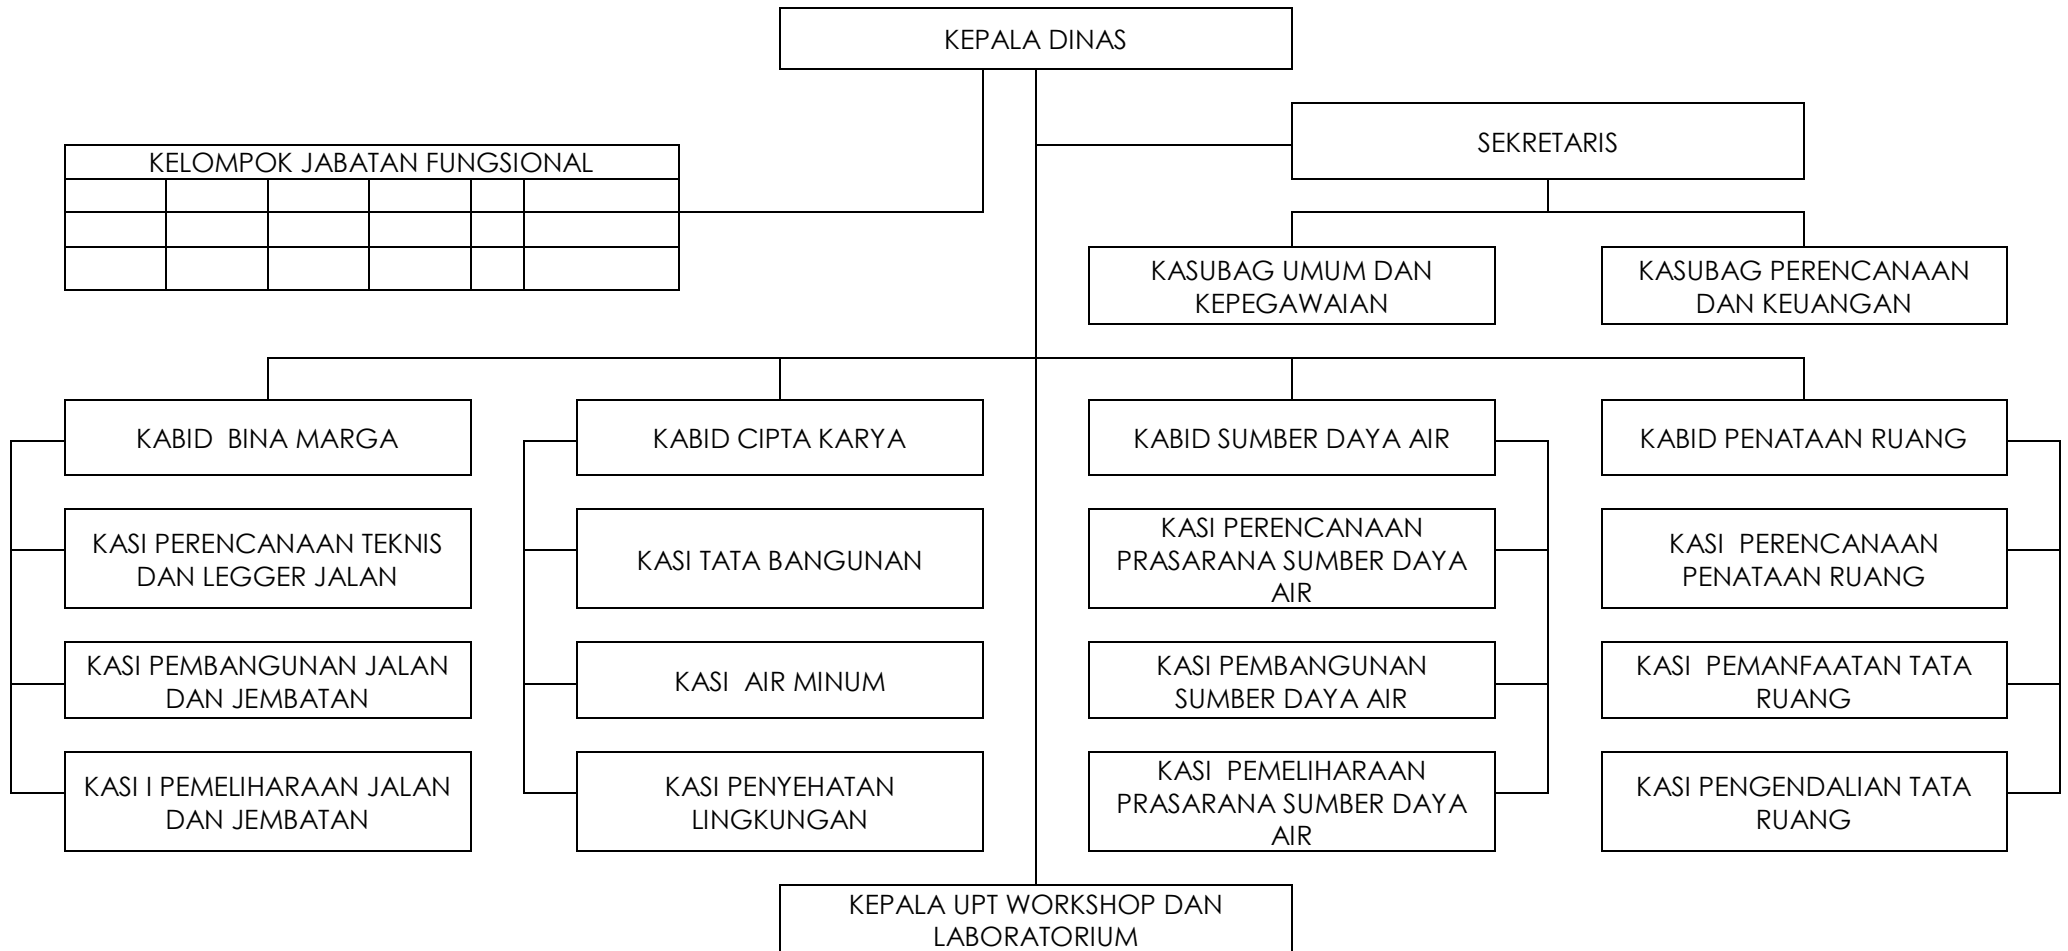 KEPALA DINAS
SEKRETARIS
KELOMPOK JABATAN FUNGSIONAL
KASUBAG UMUM DAN
KEPEGAWAIAN
KASUBAG PERENCANAAN
DAN KEUANGAN
KABID  BINA MARGA
KABID CIPTA KARYA
KABID SUMBER DAYA AIR
KABID PENATAAN RUANG
KASI PERENCANAAN TEKNIS
DAN LEGGER JALAN
KASI TATA BANGUNAN
KASI PERENCANAAN
PRASARANA SUMBER DAYA
AIR
KASI  PERENCANAAN
PENATAAN RUANG
KASI PEMBANGUNAN JALAN
DAN JEMBATAN
KASI  AIR MINUM
KASI PEMBANGUNAN
SUMBER DAYA AIR
KASI  PEMANFAATAN TATA
RUANG
KASI I PEMELIHARAAN JALAN
DAN JEMBATAN
KASI PENYEHATAN
LINGKUNGAN
KASI  PEMELIHARAAN
PRASARANA SUMBER DAYA
AIR
KASI PENGENDALIAN TATA
RUANG
KEPALA UPT WORKSHOP DAN
LABORATORIUM